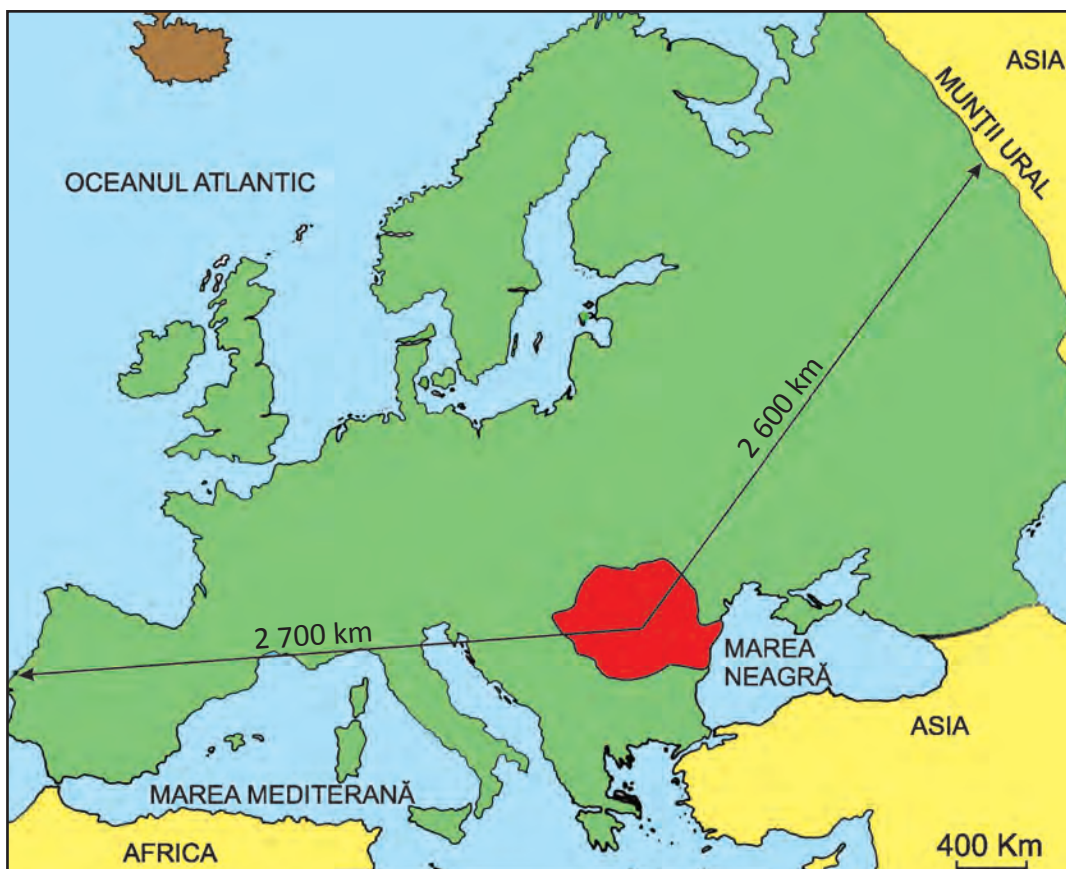 ASIA
MUNȚII URAL
OCEANUL ATLANTIC
2 600 km
2 700 km
MAREA
NEAGRĂ
ASIA
MAREA MEDITERANĂ
AFRICA
400 Km